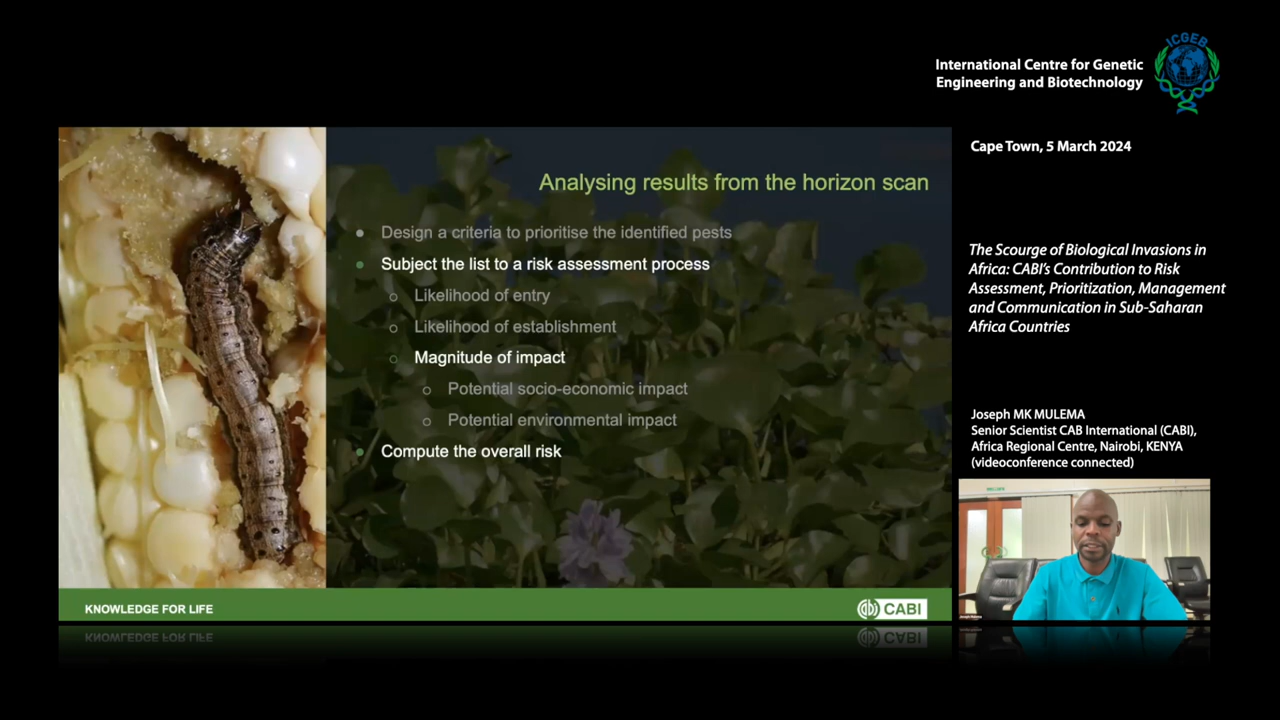 ICGEB
International Centre for Genetic
Engineering and Biotechnology
Cape Town, 5 March 2024
Analysing results from the horizon scan
Design a criteria to prioritise the identified pests
Subject the list to a risk assessment process
Likelihood of entry
Likelihood of establishment
Magnitude of impact
Potential socio-economic impact
Potential environmental impact
Compute the overall risk
KNOWLEDGE FOR LIFE
CABI
The Scourge of Biological Invasions in
Africa: CABI's Contribution to Risk
Assessment, Prioritization, Management
and Communication in Sub-Saharan
Africa Countries
Joseph MK MULEMA
Senior Scientist CAB International (CABI),
Africa Regional Centre, Nairobi, KENYA
(videoconference connected)